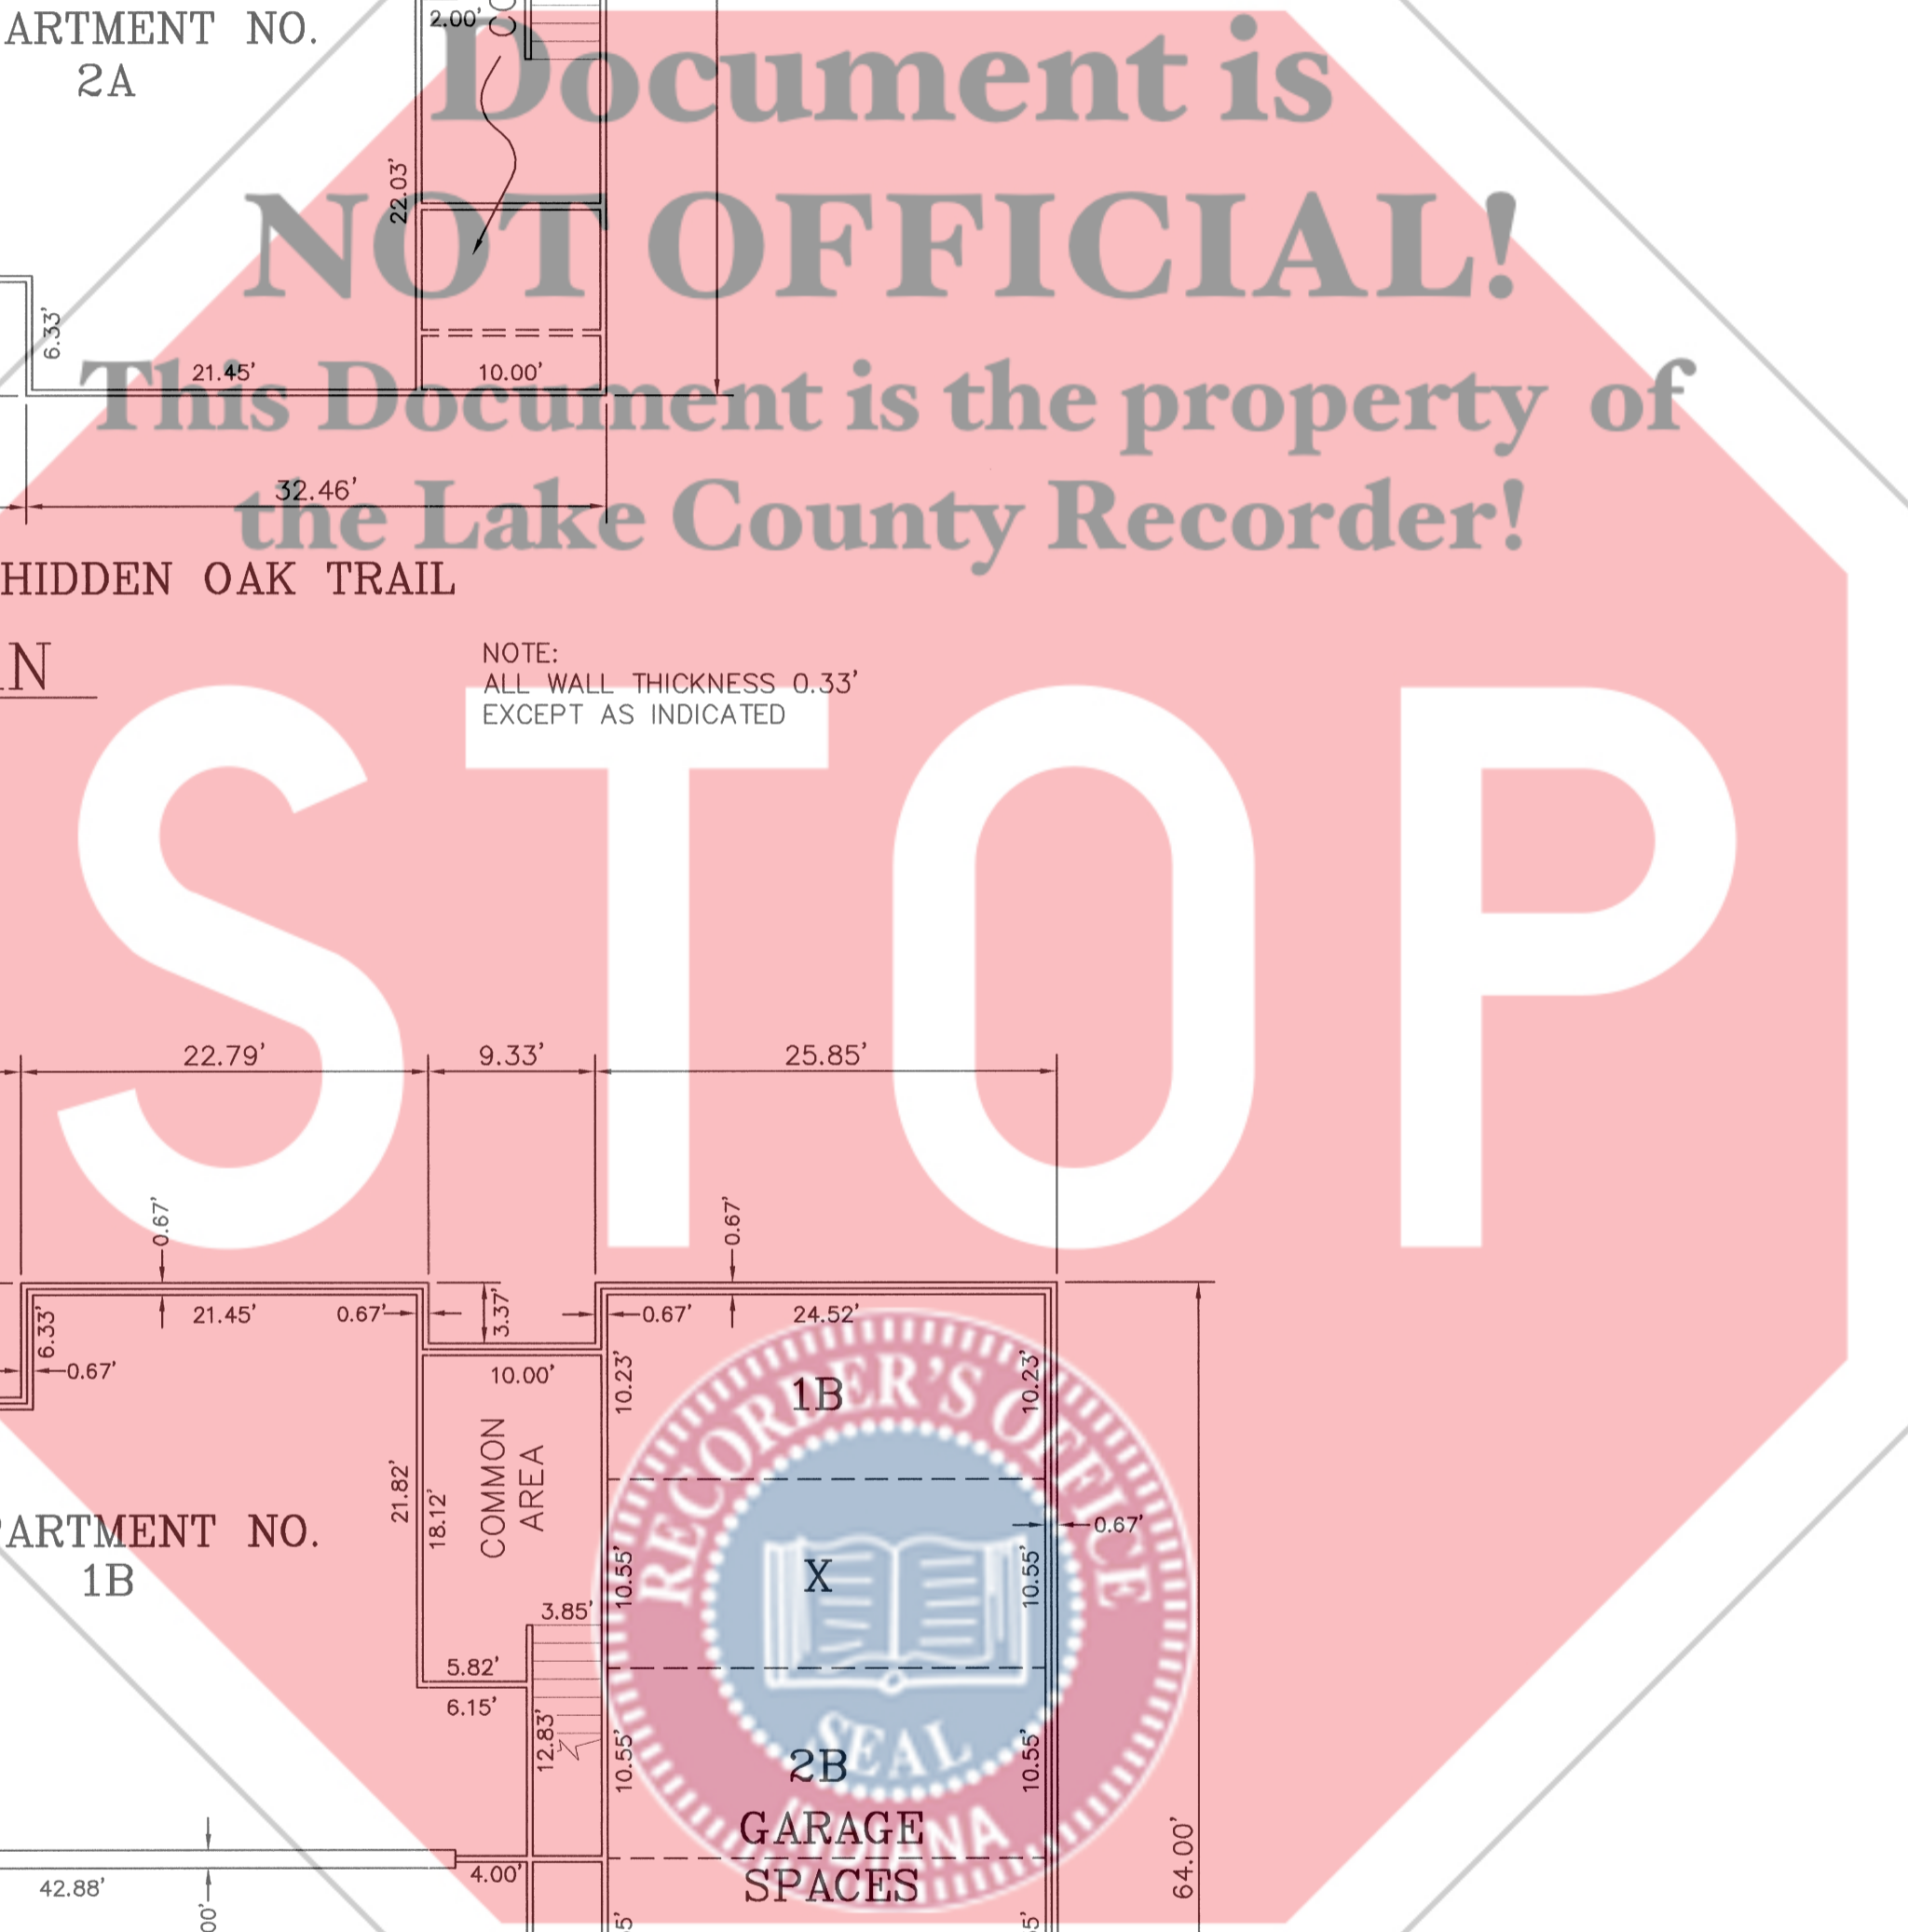 ARTMENT NO.
2A
2.00'
CO
Document is
NOT OFFICIAL!
This Document is the property of
the Lake County Recorder!
22.03'
6.33'
21.45'
10.00'
32.46'
HIDDEN OAK TRAIL
N
NOTE:
ALL WALL THICKNESS 0.33'
EXCEPT AS INDICATED
STOP
22.79'
9.33'
25.85'
0.67'
0.67'
6.33'
21.45'
0.67'
3.37'
0.67'
24.52'
0.67'
10.00'
10.23'
1B
10.23'
RECORDER'S OFFICE
COMMON
AREA
21.82'
18.12'
ARTMENT NO.
1B
0.67'
10.55'
X
10.55'
3.85'
5.82'
6.15'
12.83'
10.55'
2B
10.55'
SEAL
INDIANA
GARAGE
SPACES
4.00'
42.88'
00'
64.00'
5'
5'